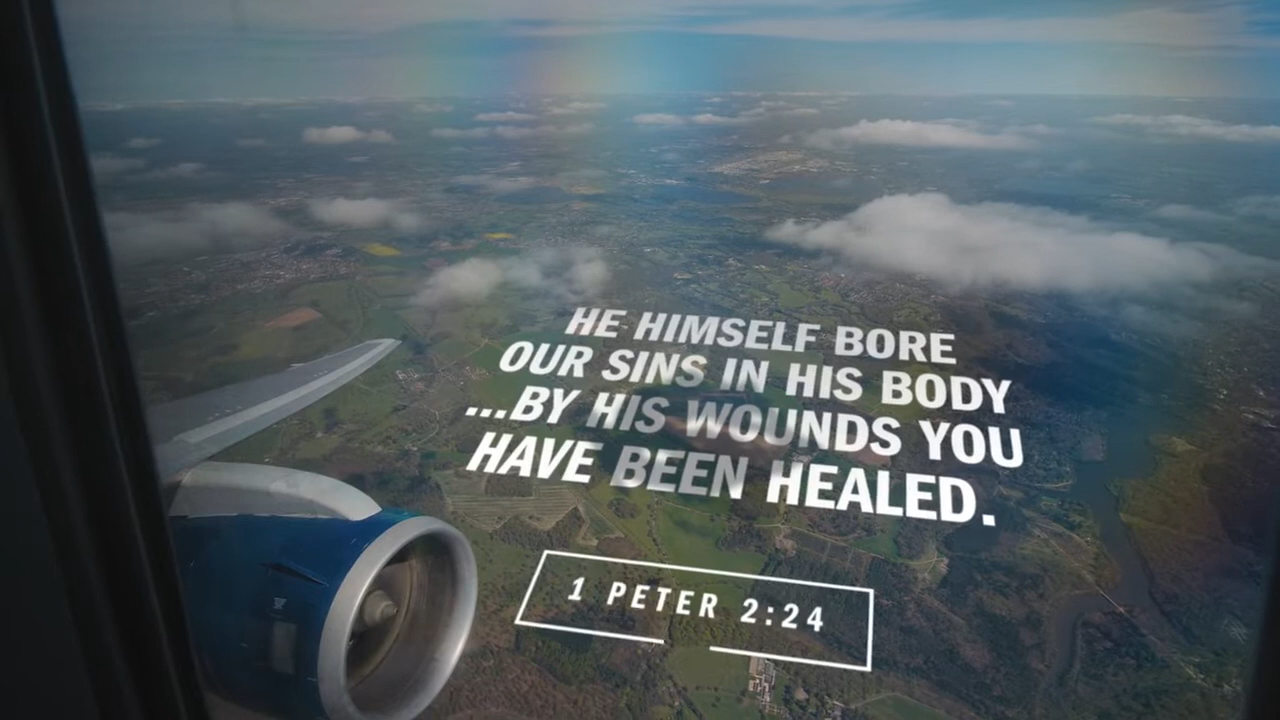 HE HIMSELF BORE
OUR SINS IN HIS BODY
...BY HIS WOUNDS YOU
HAVE BEEN HEALED.
1 PETER 2:24